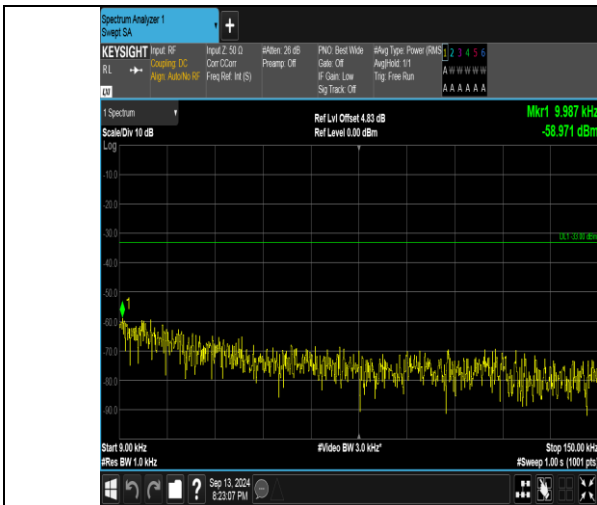 Spectrum Analyzer 1
Swept SA
+
KEYSIGHT Input: RF Input Z: 50 Ω #Atten: 26 dB PNO: Best Wide #Avg Type: Power (RMS 1 2 3 4 5 6
RL Coupling: DC Corr CCorr Preamp: Off Gate: Off Avg|Hold: 1/1 A W W W W W
Align: Auto/No RF Freq Ref: Int (S) IF Gain: Low Trig: Free Run
LXI Sig Track: Off A A A A A A
1 Spectrum Ref Lvl Offset 4.83 dB Mkr1 9.987 kHz
Scale/Div 10 dB Ref Level 0.00 dBm -58.971 dBm
Log
-10.0
-20.0
-30.0
DL1 -33.00 dBm
-40.0
-50.0
1
-60.0
-70.0
-80.0
-90.0
Start 9.00 kHz #Video BW 3.0 kHz* Stop 150.00 kHz
#Res BW 1.0 kHz #Sweep 1.00 s (1001 pts)
? Sep 13, 2024
8:23:07 PM